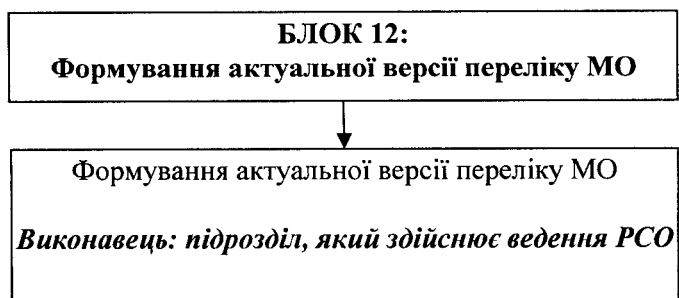 БЛОК 12:
Формування актуальної версії переліку МО
Формування актуальної версії переліку МО
Виконавець: підрозділ, який здійснює ведення РСО